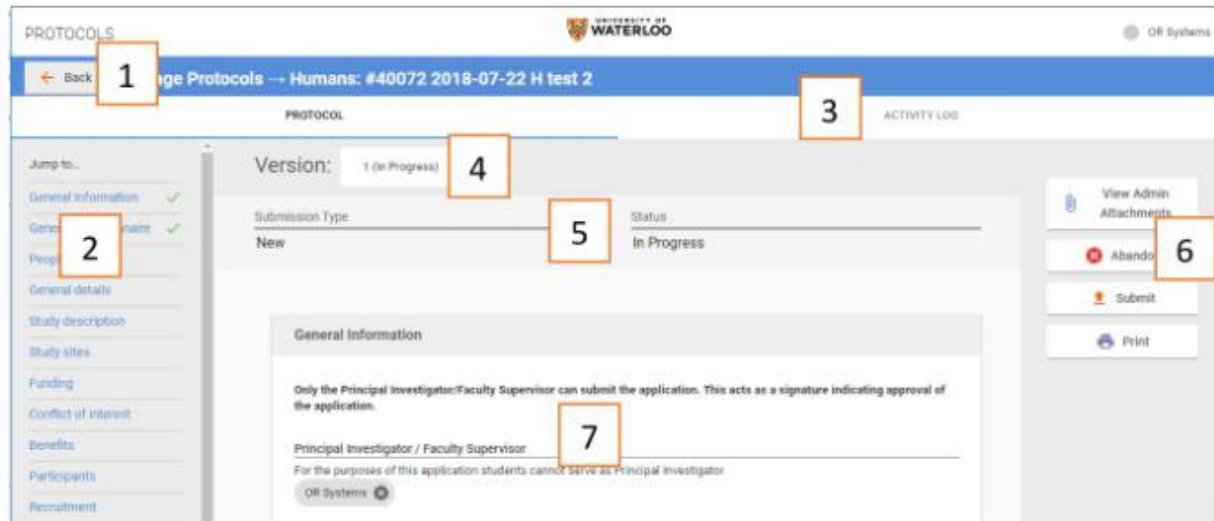 PROTOCOLS
UNIVERSITY OF
WATERLOO
OR Systems
Back
1
Protocols → Humans: #40072 2018-07-22 H test 2
PROTOCOL
3
ACTIVITY LOG
Jump to...
Version:
1 (In Progress)
4
General Information
General
2
General details
Study description
Study sites
Funding
Conflict of interest
Benefits
Participants
Recruitment
Submission Type
New
5
Status
In Progress
General Information
Only the Principal Investigator/Faculty Supervisor can submit the application. This acts as a signature indicating approval of
the application.
7
Principal Investigator / Faculty Supervisor
For the purposes of this application students cannot serve as Principal Investigator
OR Systems
View Admin
Attachments
6
Submit
Print